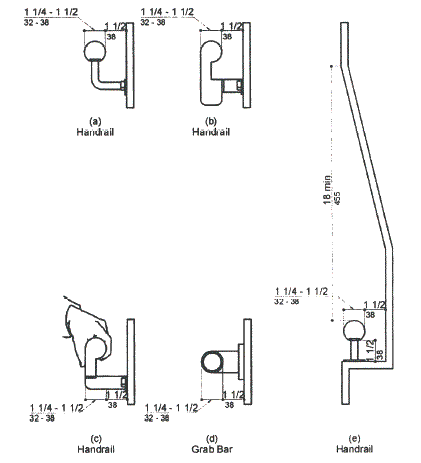 1 1/4 - 1 1/2
32 - 38
1 1/2
38
1 1/4 - 1 1/2
32 - 38
1 1/2
38
(a)
Handrail
(b)
Handrail
18 min
455
1 1/4 - 1 1/2
32 - 38
1 1/2
38
1 1/2
38
1 1/4 - 1 1/2
32 - 38
1 1/2
38
1 1/4 - 1 1/2
32 - 38
1 1/2
38
(c)
Handrail
(d)
Grab Bar
(e)
Handrail